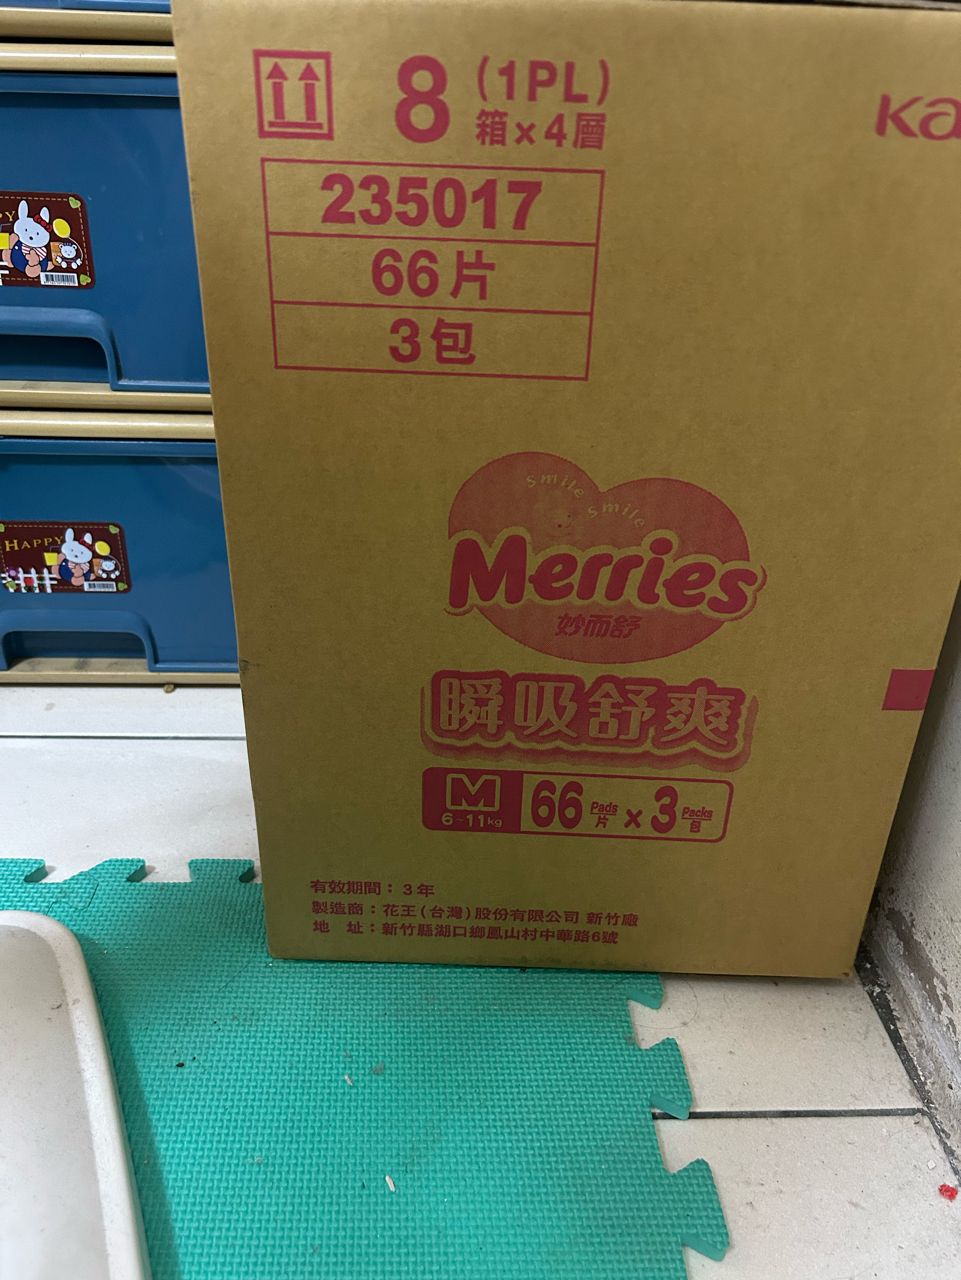 8 (1PL)
箱×4層
Ka
235017
66片
3包
Smile Smile
Merries
妙而舒
瞬吸舒爽
M 66 Pads 片 × 3 Packs 包
6~11kg
有效期間：3年
製造商：花王(台灣)股份有限公司 新竹廠
地 址：新竹縣湖口鄉鳳山村中華路6號
PY
HAPPY